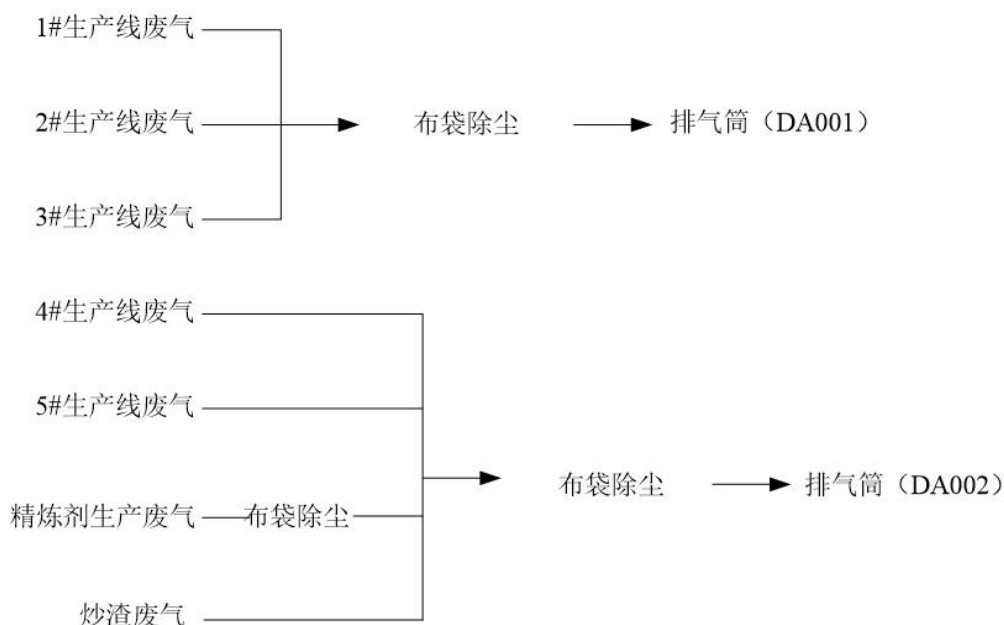 1#生产线废气
2#生产线废气 布袋除尘 排气筒（DA001）
3#生产线废气
4#生产线废气
5#生产线废气
布袋除尘 排气筒（DA002）
精炼剂生产废气 布袋除尘
炒渣废气